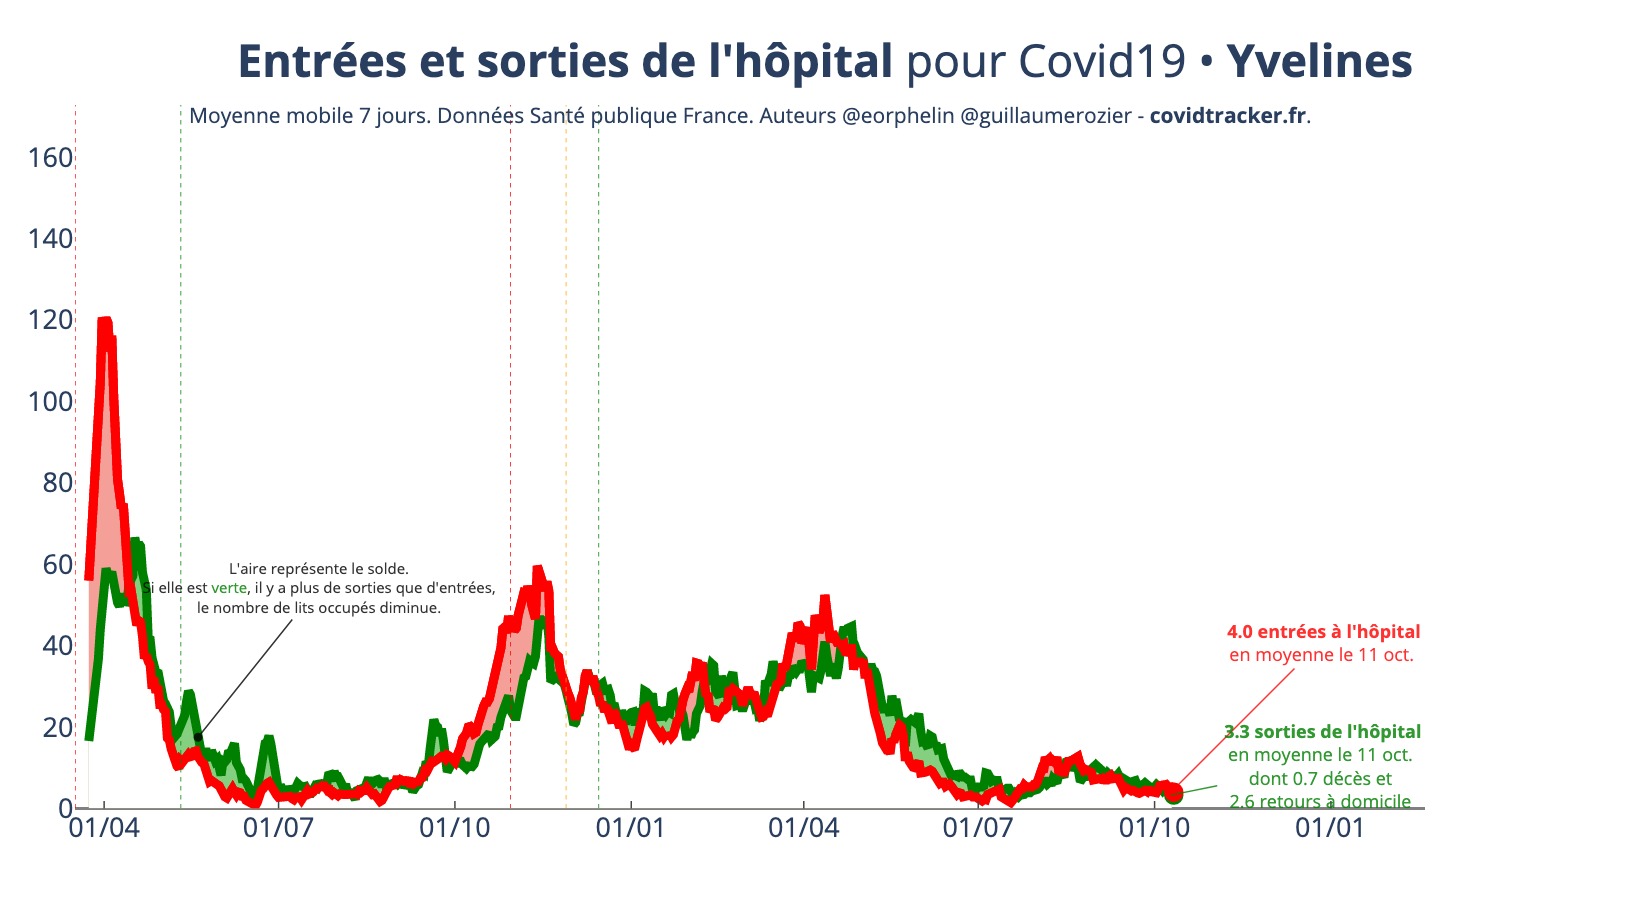 Entrées et sorties de l'hôpital pour Covid19 • Yvelines
Moyenne mobile 7 jours. Données Santé publique France. Auteurs @eorphelin @guillaumerozier - covidtracker.fr.
160
140
120
100
80
60
40
20
0
L'aire représente le solde.
Si elle est verte, il y a plus de sorties que d'entrées,
le nombre de lits occupés diminue.
4.0 entrées à l'hôpital
en moyenne le 11 oct.
3.3 sorties de l'hôpital
en moyenne le 11 oct.
dont 0.7 décès et
2.6 retours à domicile
01/04
01/07
01/10
01/01
01/04
01/07
01/10
01/01